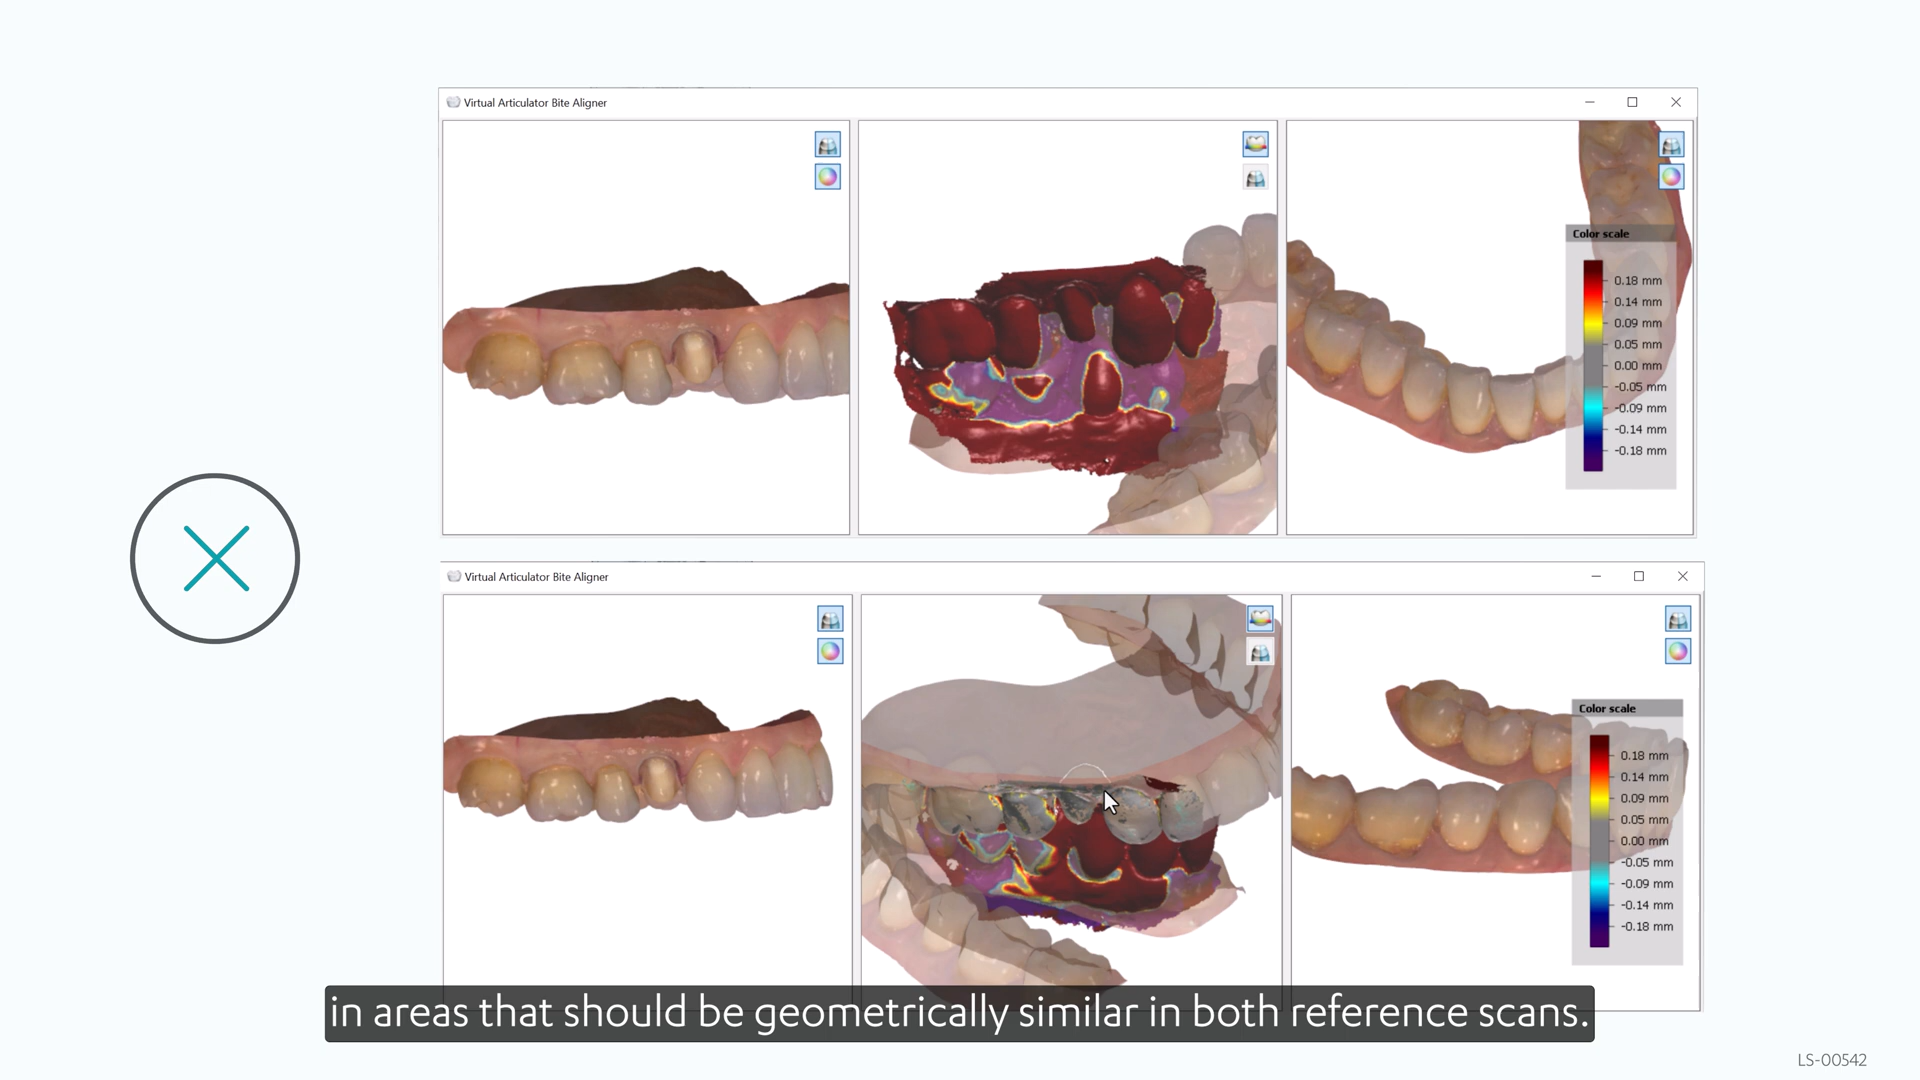 Virtual Articulator Bite Aligner
Color scale
0.18 mm
0.14 mm
0.09 mm
0.05 mm
0.00 mm
-0.05 mm
-0.09 mm
-0.14 mm
-0.18 mm
Virtual Articulator Bite Aligner
Color scale
0.18 mm
0.14 mm
0.09 mm
0.05 mm
0.00 mm
-0.05 mm
-0.09 mm
-0.14 mm
-0.18 mm
in areas that should be geometrically similar in both reference scans.
LS-00542